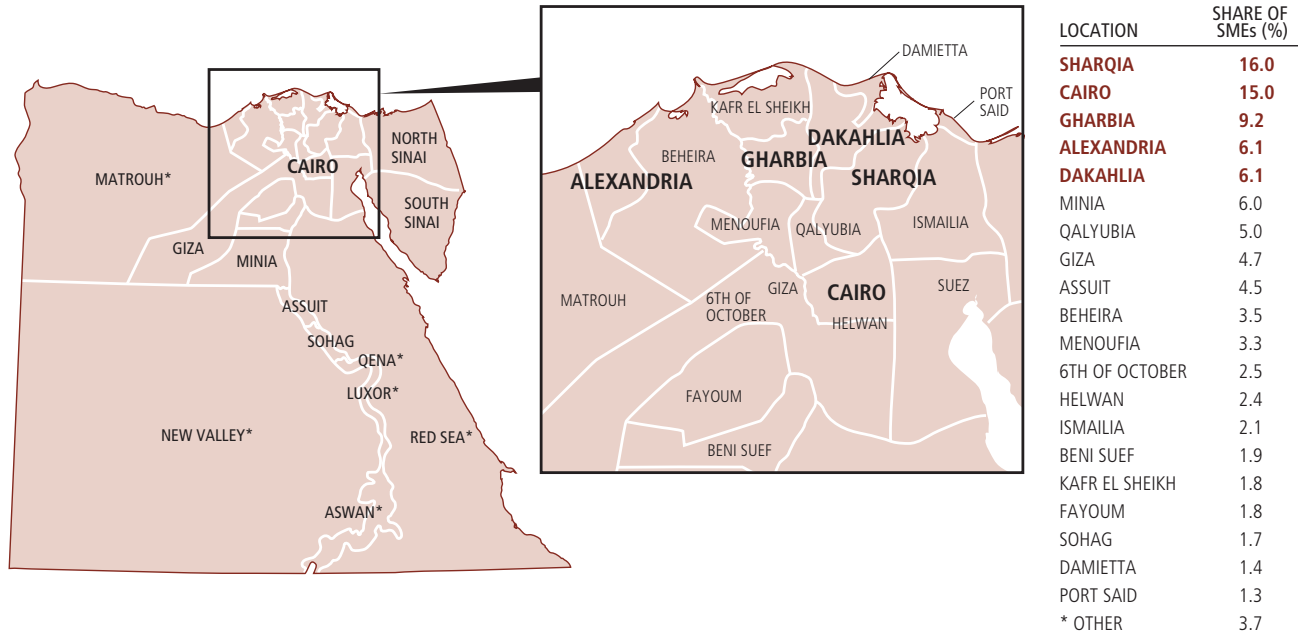 MATROUH*
GIZA
MINIA
CAIRO
NORTH
SINAI
SOUTH
SINAI
ASSUIT
SOHAG
QENA*
LUXOR*
NEW VALLEY*
RED SEA*
ASWAN*
DAMIETTA
PORT
SAID
KAFR EL SHEIKH
DAKAHLIA
BEHEIRA
GHARBIA
ALEXANDRIA
SHARQIA
MENOUFIA
QALYUBIA
ISMAILIA
MATROUH
6TH OF
OCTOBER
GIZA
CAIRO
SUEZ
HELWAN
FAYOUM
BENI SUEF
LOCATION SHARE OF
SMEs (%)
SHARQIA 16.0
CAIRO 15.0
GHARBIA 9.2
ALEXANDRIA 6.1
DAKAHLIA 6.1
MINIA 6.0
QALYUBIA 5.0
GIZA 4.7
ASSUIT 4.5
BEHEIRA 3.5
MENOUFIA 3.3
6TH OF OCTOBER 2.5
HELWAN 2.4
ISMAILIA 2.1
BENI SUEF 1.9
KAFR EL SHEIKH 1.8
FAYOUM 1.8
SOHAG 1.7
DAMIETTA 1.4
PORT SAID 1.3
* OTHER 3.7